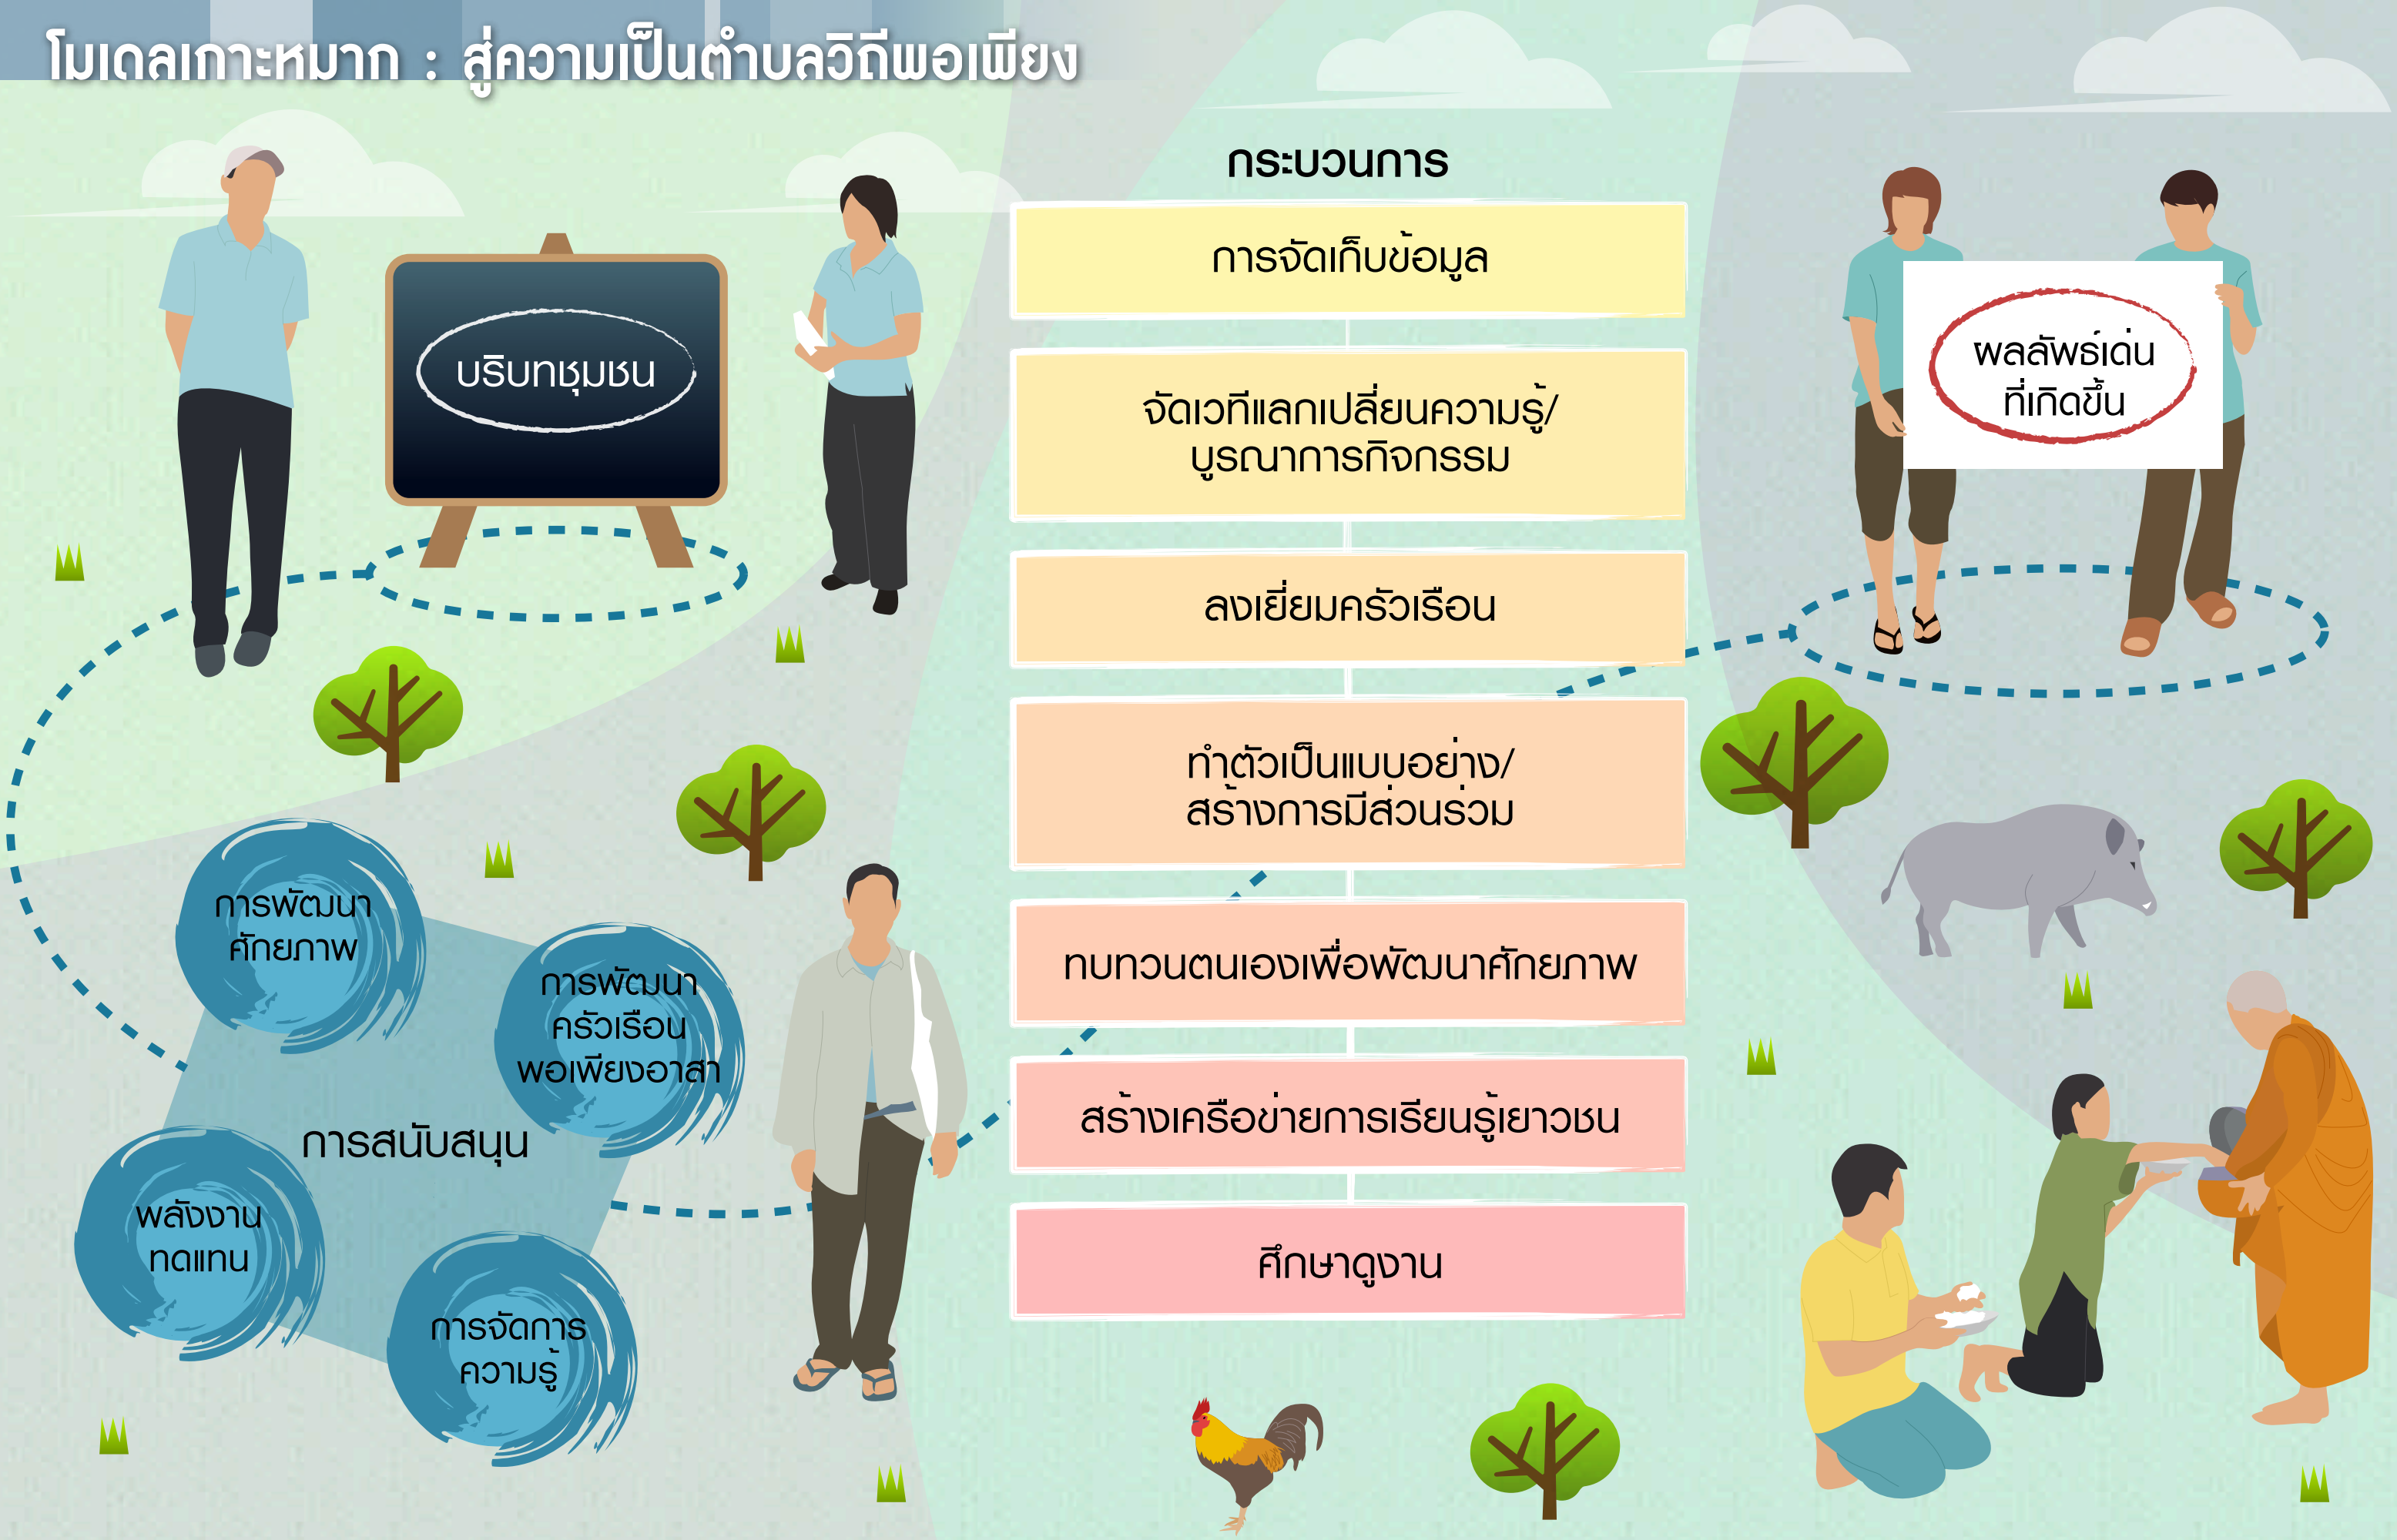 โมเดลเกาะหมาก : สู่ความเป็นตำบลวิถีพอเพียง
บริบทชุมชน
การพัฒนา
ศักยภาพ
การพัฒนา
ครัวเรือน
พอเพียงอาสา
การสนับสนุน
พลังงาน
ทดแทน
การจัดการ
ความรู้
กระบวนการ
การจัดเก็บข้อมูล
จัดเวทีแลกเปลี่ยนความรู้/
บูรณาการกิจกรรม
ลงเยี่ยมครัวเรือน
ทำตัวเป็นแบบอย่าง/
สร้างการมีส่วนร่วม
ทบทวนตนเองเพื่อพัฒนาศักยภาพ
สร้างเครือข่ายการเรียนรู้เยาวชน
ศึกษาดูงาน
ผลลัพธ์เด่น
ที่เกิดขึ้น